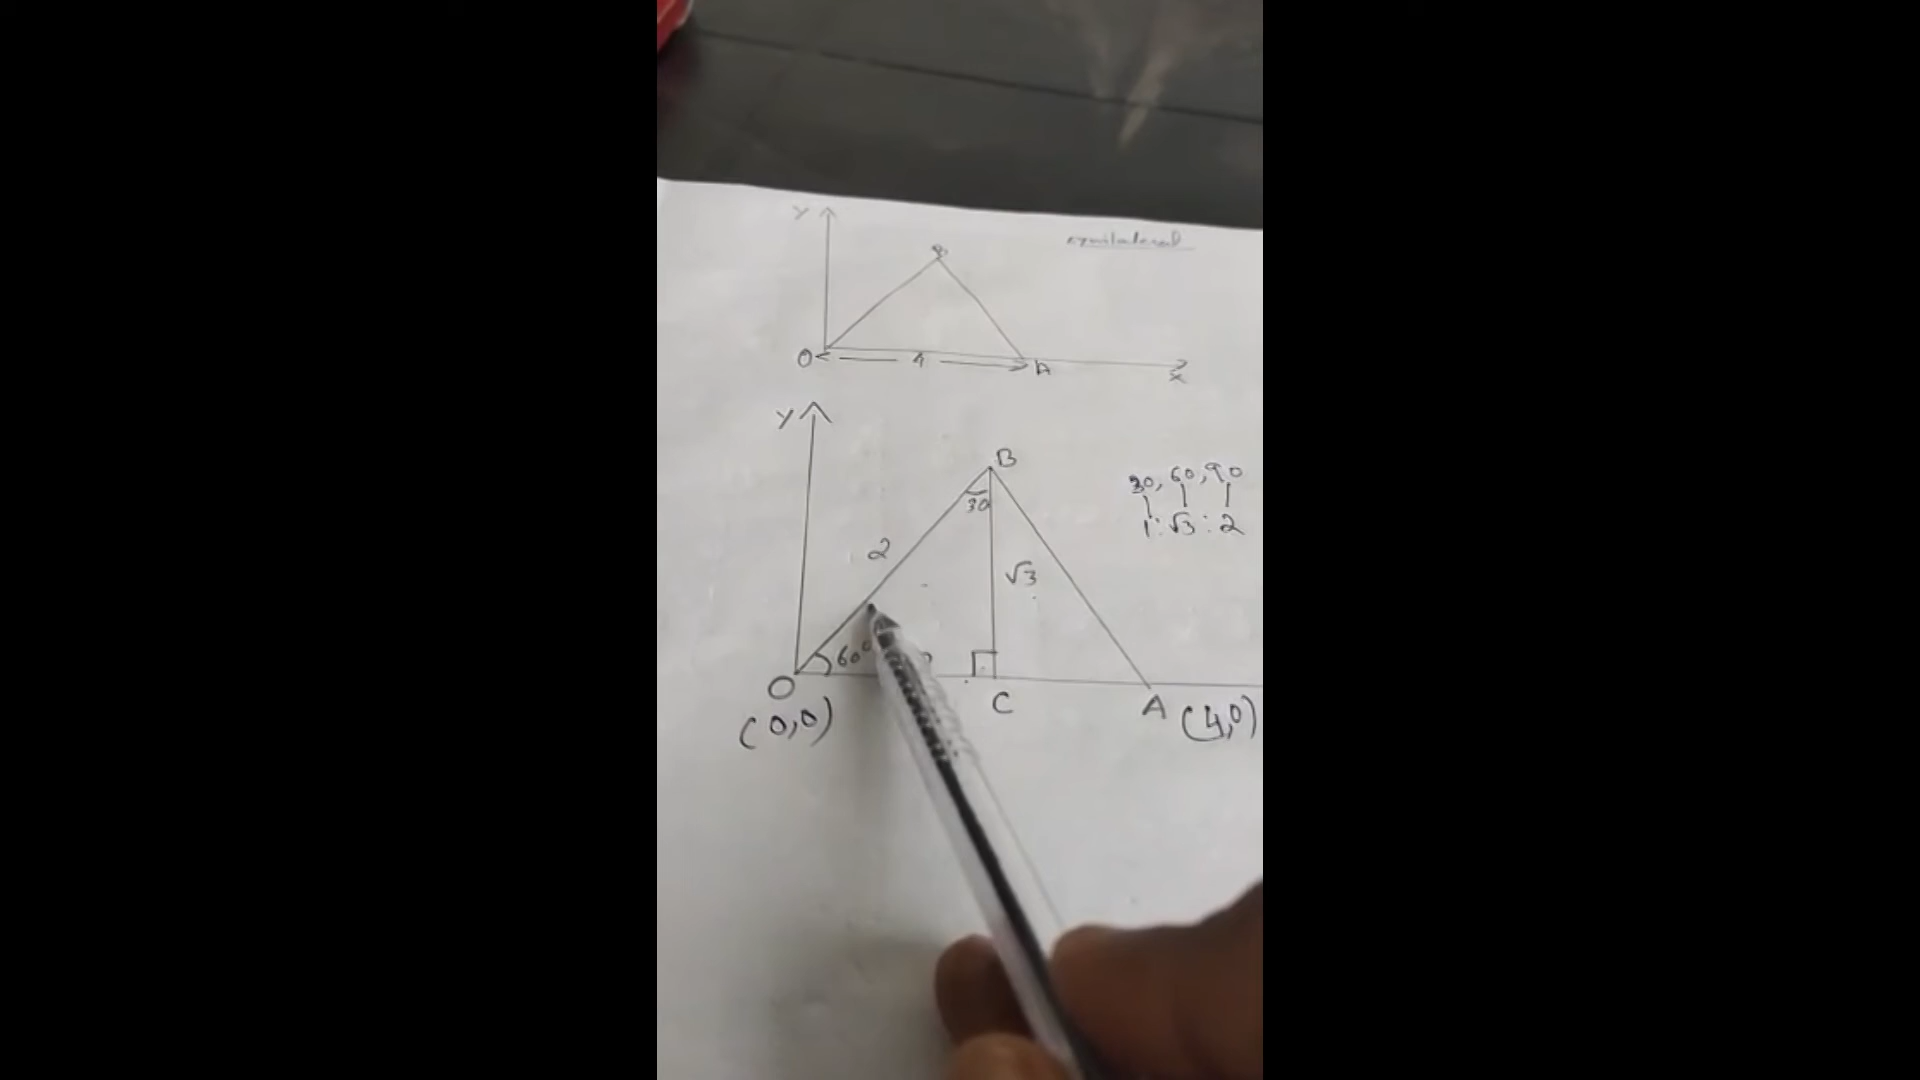 Y
equilateral
B
O
4
A
X
Y
B
30, 60, 90
30
1 : √3 : 2
2
√3
60°
O
C
A
(0,0)
(4,0)